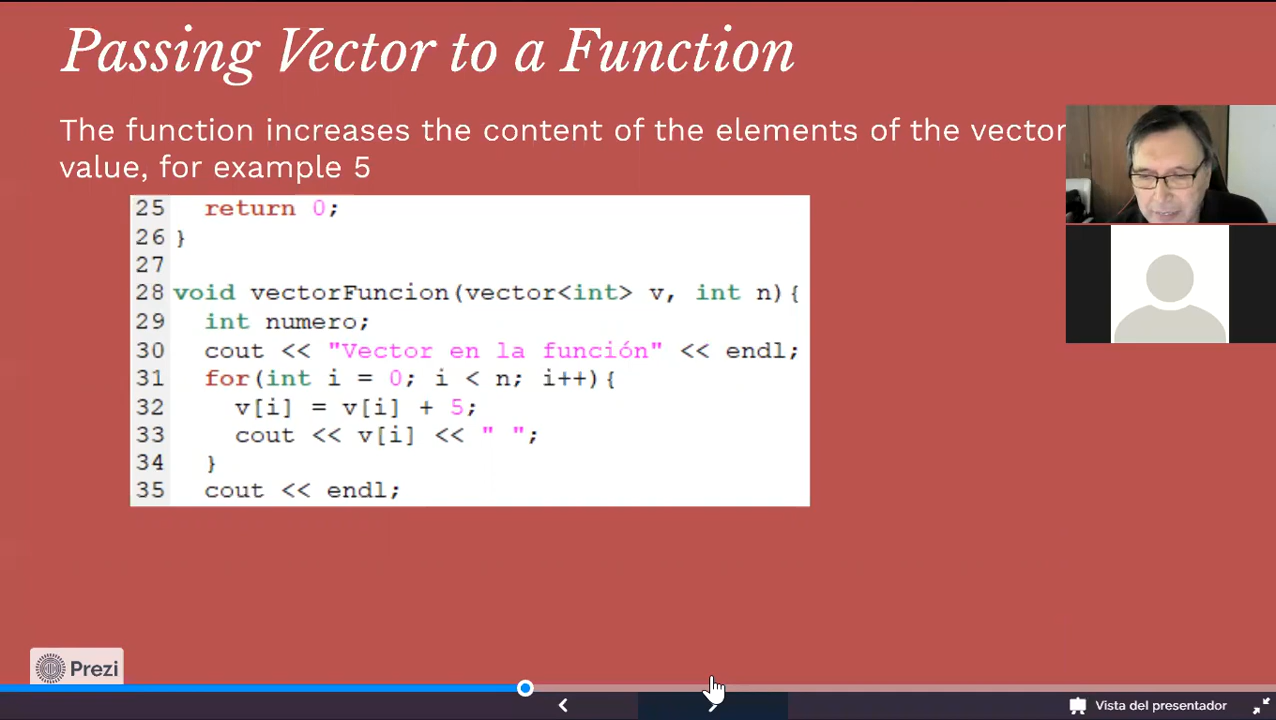 Passing Vector to a Function
The function increases the content of the elements of the vector
value, for example 5
25 return 0;
26 }
27
28 void vectorFuncion(vector<int> v, int n){
29 int numero;
30 cout << "Vector en la función" << endl;
31 for(int i = 0; i < n; i++){
32 v[i] = v[i] + 5;
33 cout << v[i] << " ";
34 }
35 cout << endl;
Prezi
Vista del presentador